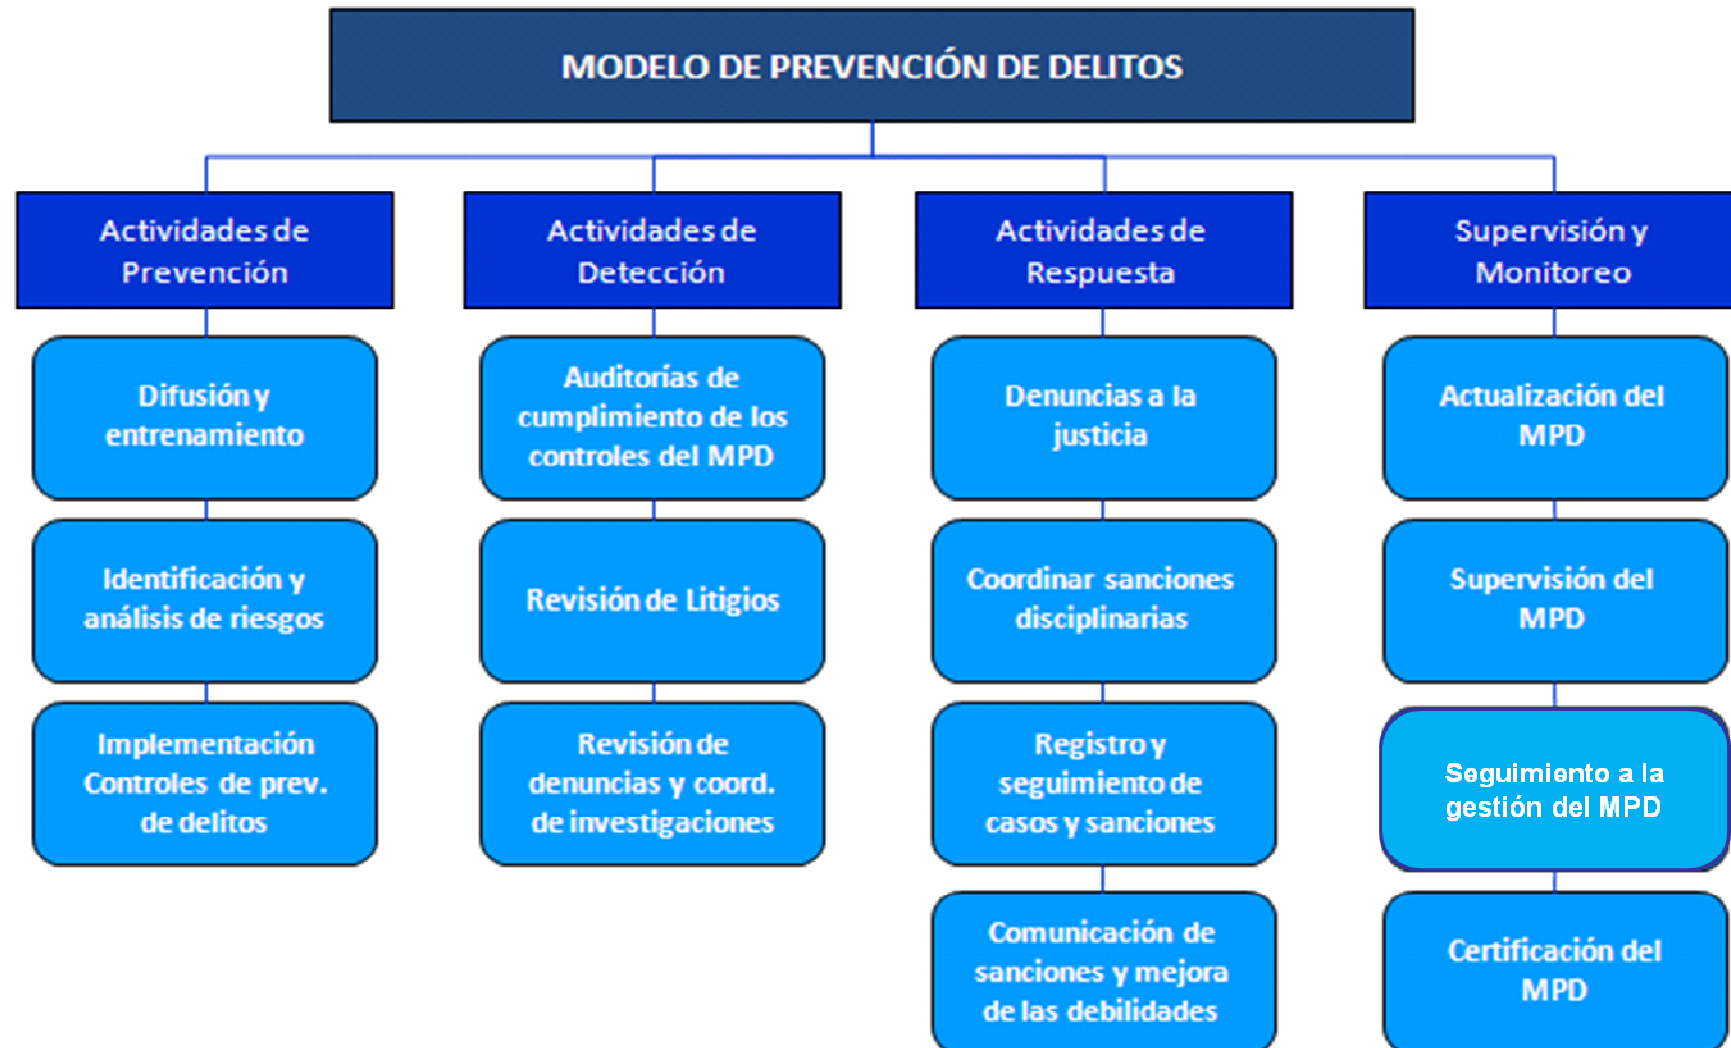 MODELO DE PREVENCIÓN DE DELITOS
Actividades de
Prevención
Difusión y
entrenamiento
Identificación y
análisis de riesgos
Implementación
Controles de prev.
de delitos
Actividades de
Detección
Auditorías de
cumplimiento de los
controles del MPD
Revisión de Litigios
Revisión de
denuncias y coord.
de investigaciones
Actividades de
Respuesta
Denuncias a la
justicia
Coordinar sanciones
disciplinarias
Registro y
seguimiento de
casos y sanciones
Comunicación de
sanciones y mejora
de las debilidades
Supervisión y
Monitoreo
Actualización del
MPD
Supervisión del
MPD
Seguimiento a la
gestión del MPD
Certificación del
MPD